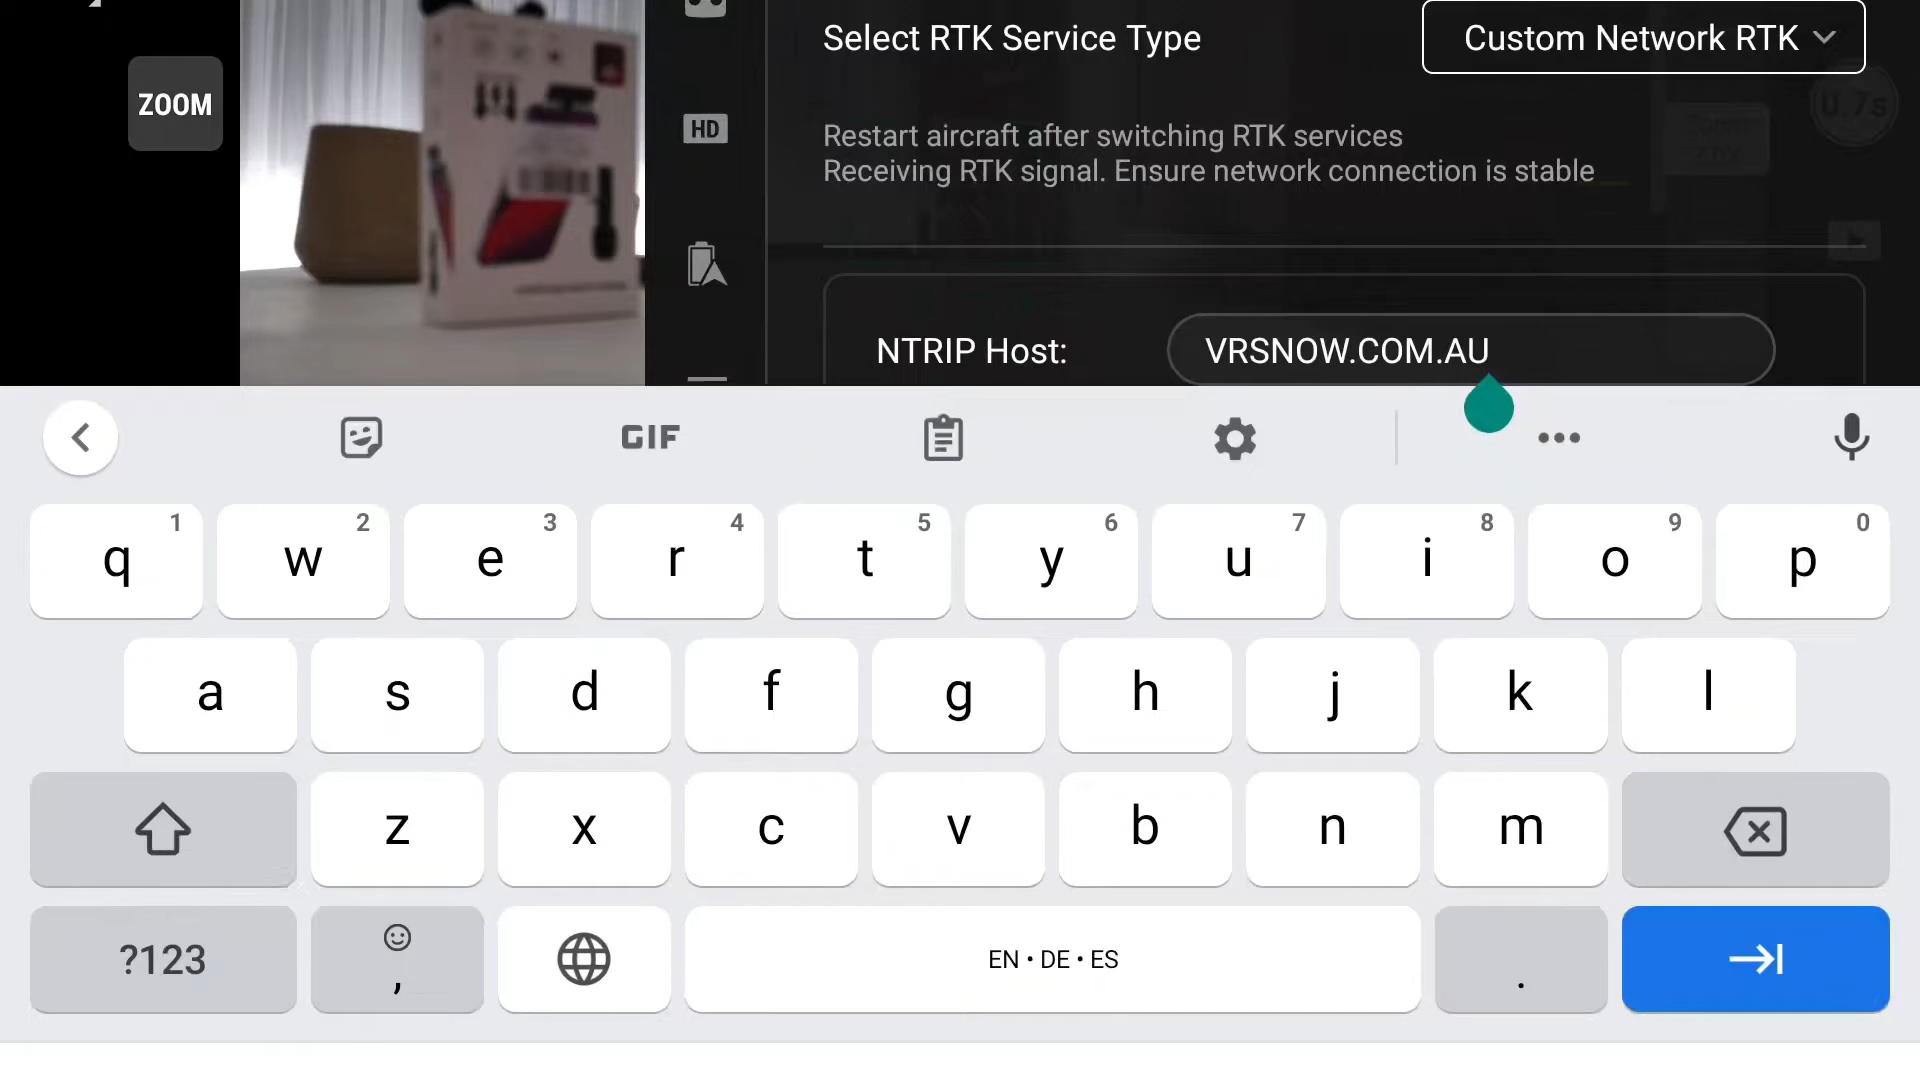 Select RTK Service Type
Custom Network RTK
ZOOM
HD
Restart aircraft after switching RTK services
Receiving RTK signal. Ensure network connection is stable
NTRIP Host:
VRSNOW.COM.AU
GIF
1 2 3 4 5 6 7 8 9 0
q w e r t y u i o p
a s d f g h j k l
z x c v b n m
?123 , EN • DE • ES .